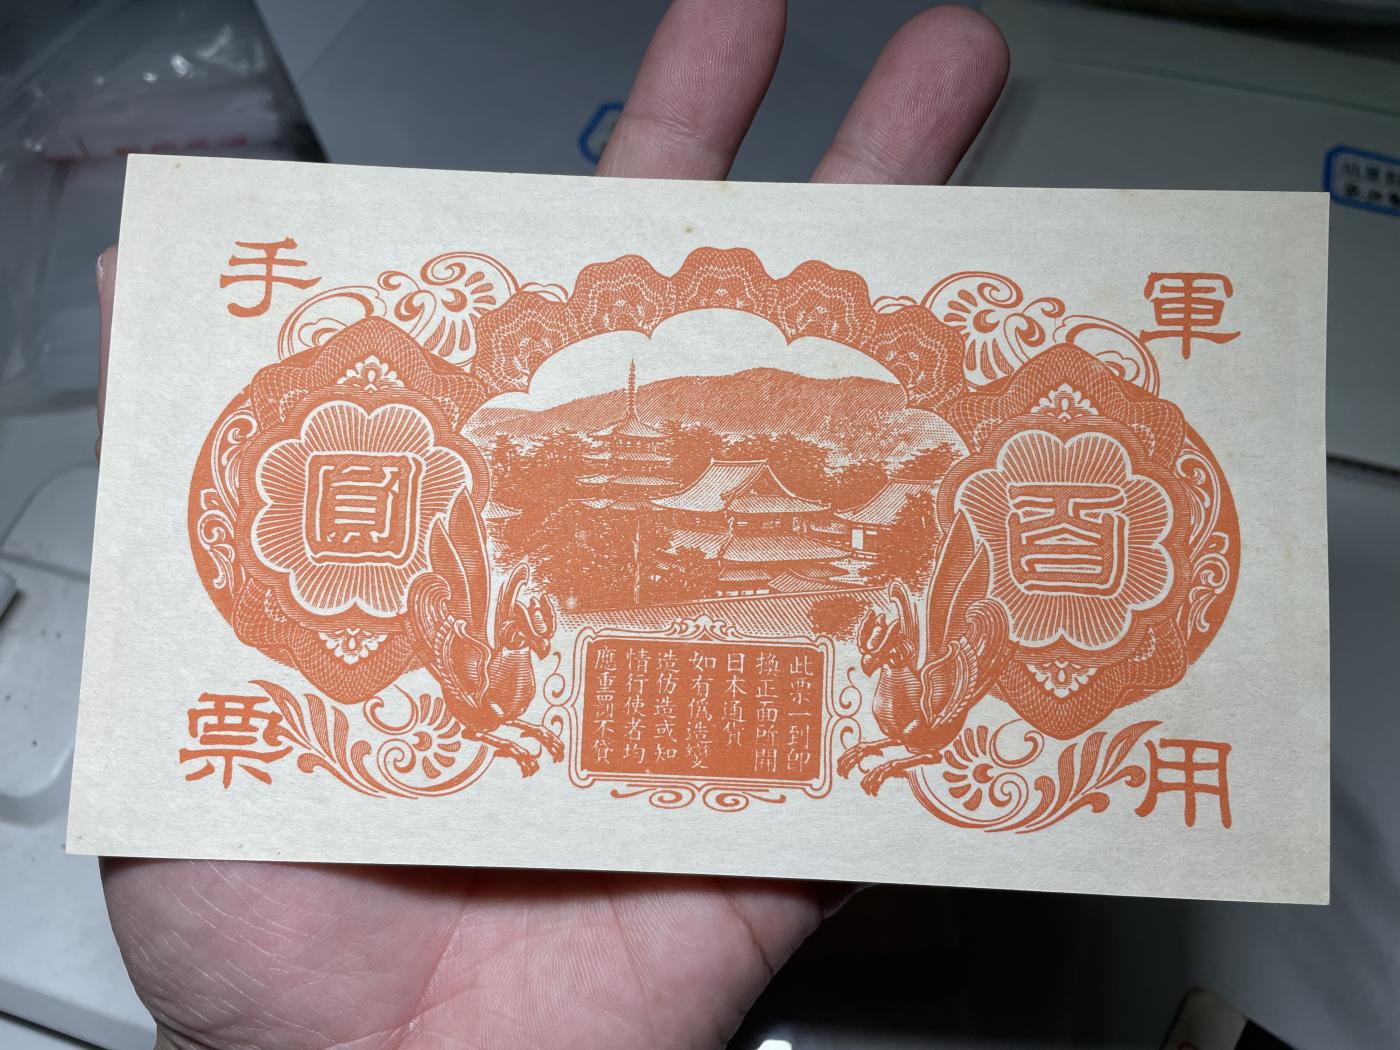 軍用手票
百圓
此票一到即
換正面所開
日本通貨
如有偽造變
造仿造或知
情行使者均
應重罰不貸